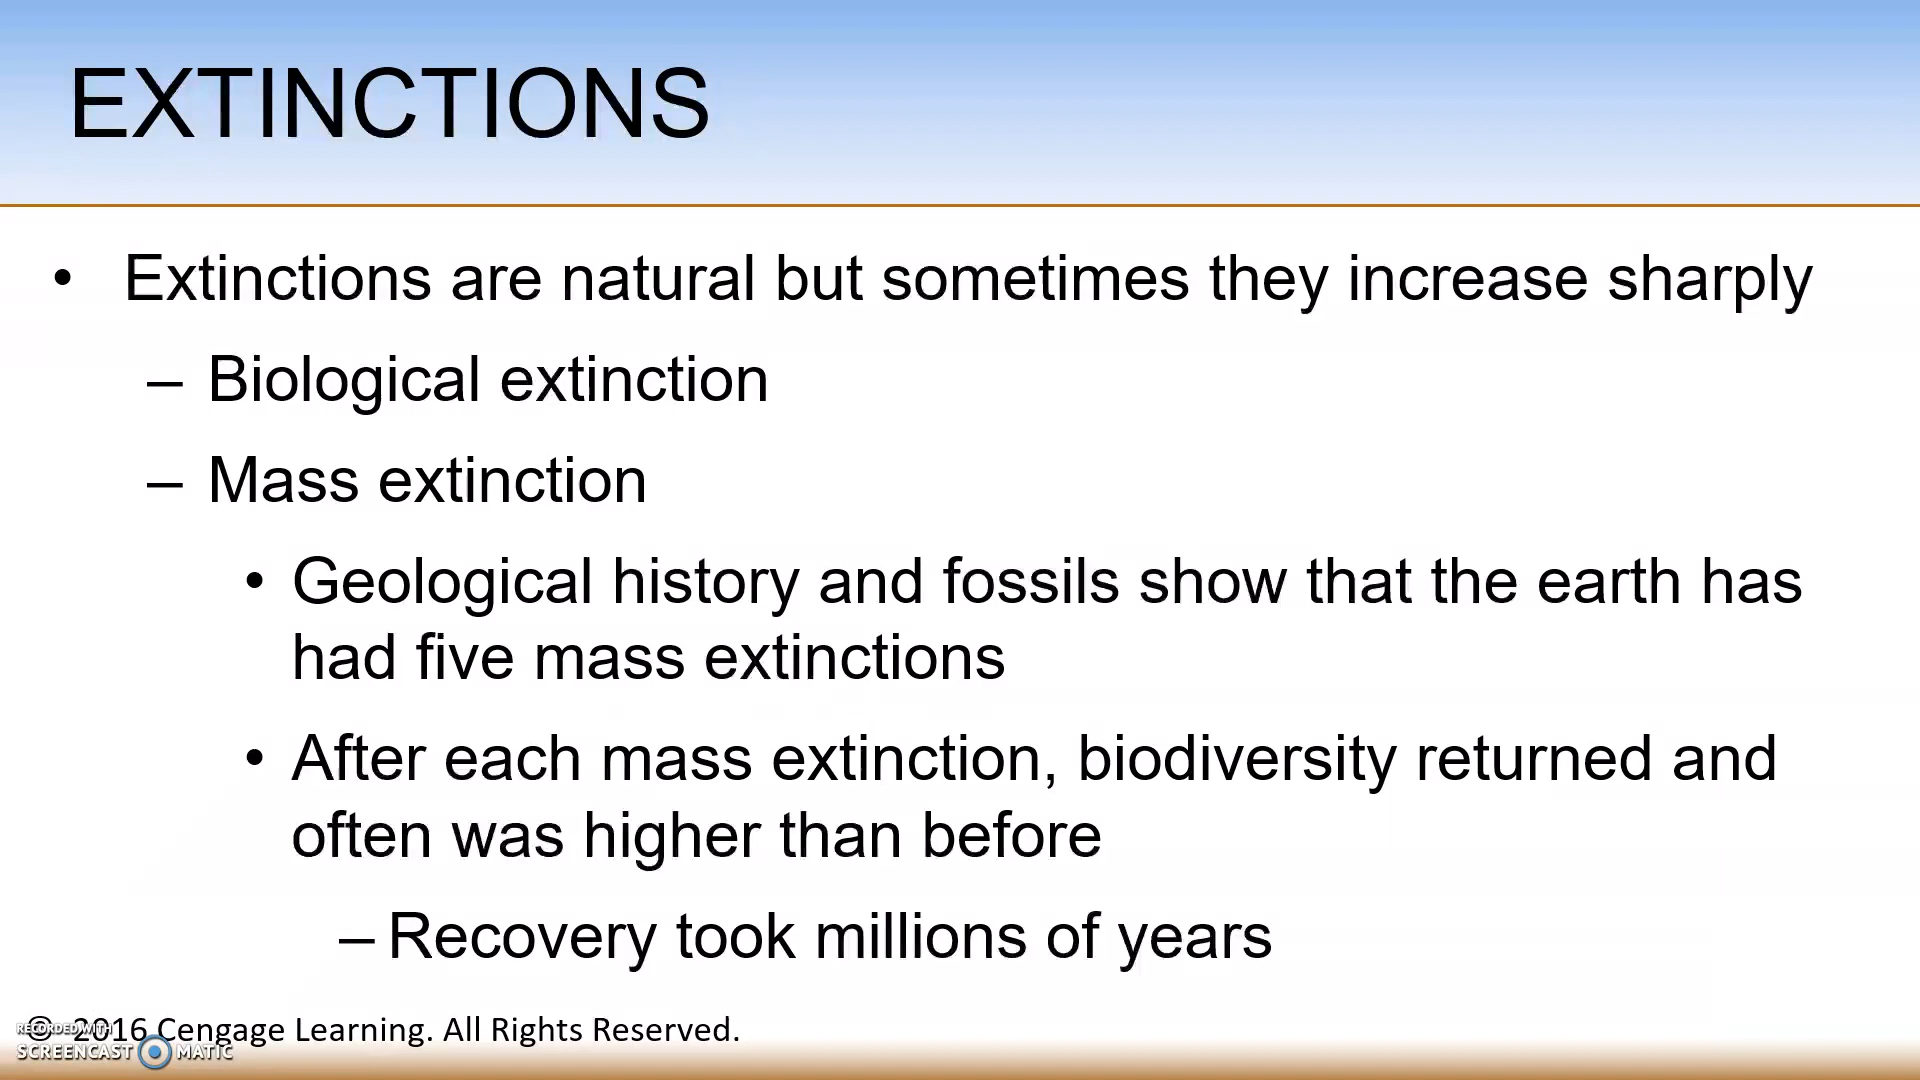 EXTINCTIONS
• Extinctions are natural but sometimes they increase sharply
– Biological extinction
– Mass extinction
• Geological history and fossils show that the earth has
had five mass extinctions
• After each mass extinction, biodiversity returned and
often was higher than before
– Recovery took millions of years
© 2016 Cengage Learning. All Rights Reserved.
RECORDED WITH
SCREENCAST MATIC